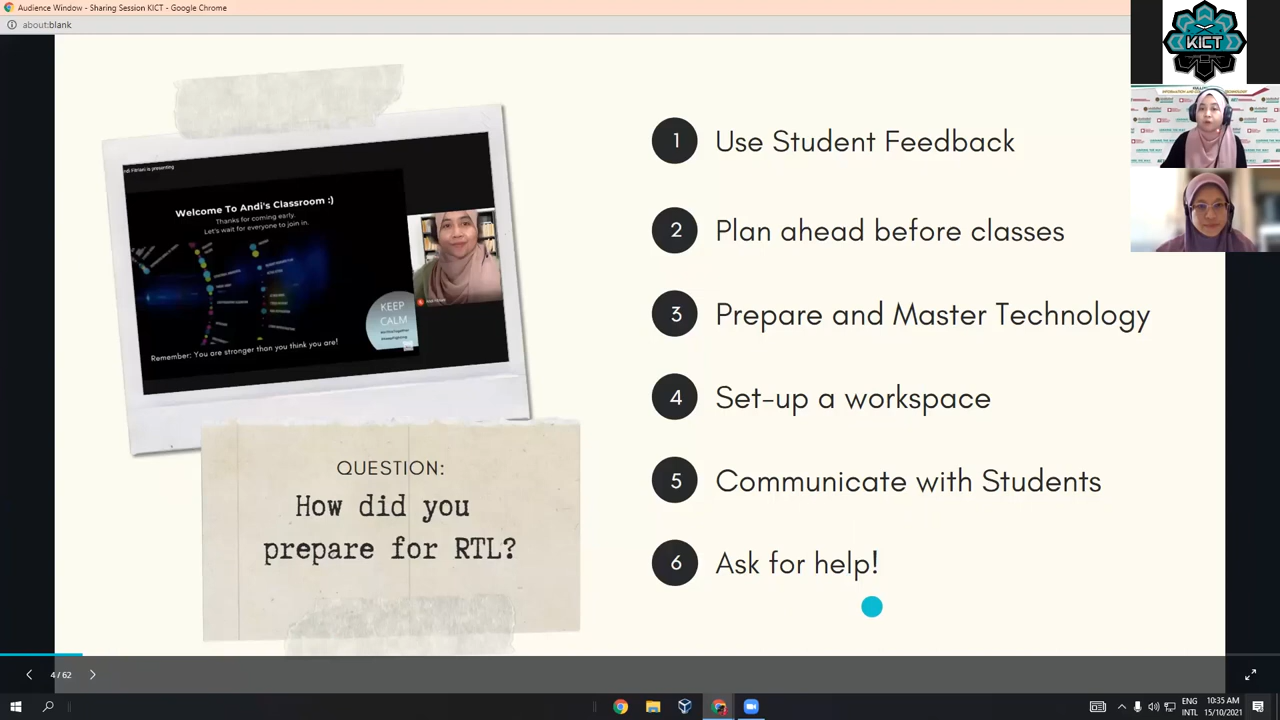 Audience Window - Sharing Session KICT - Google Chrome
about:blank
KICT
is presenting
Welcome To Andi's Classroom :)
Thanks for coming early.
Let's wait for everyone to join in.
KEEP
CALM
Remember: You are stronger than you think you are!
QUESTION:
How did you
prepare for RTL?
1 Use Student Feedback
2 Plan ahead before classes
3 Prepare and Master Technology
4 Set-up a workspace
5 Communicate with Students
6 Ask for help!
4 / 62
ENG
INTL
10:35 AM
15/10/2021